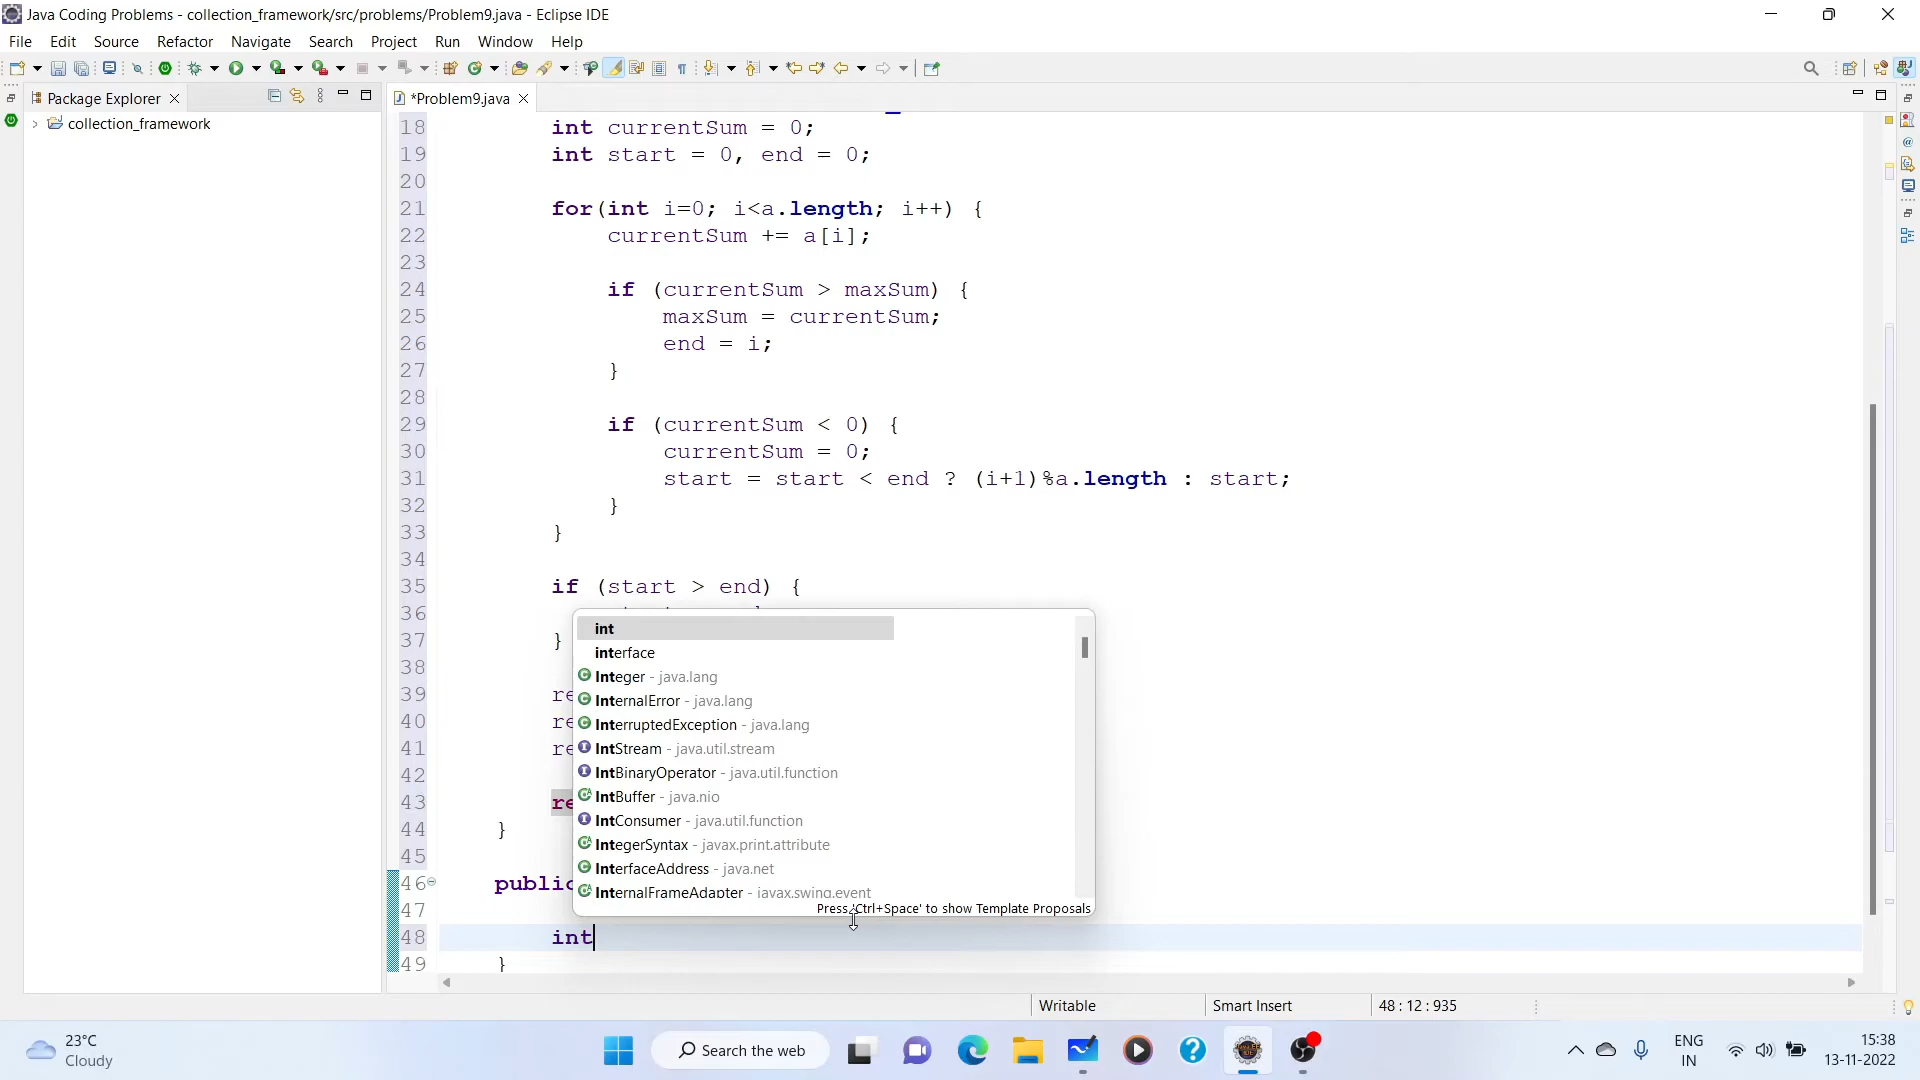 Java Coding Problems - collection_framework/src/problems/Problem9.java - Eclipse IDE
File Edit Source Refactor Navigate Search Project Run Window Help
Package Explorer
*Problem9.java
collection_framework
18 int currentSum = 0;
19 int start = 0, end = 0;
20
21 for(int i=0; i<a.length; i++) {
22 currentSum += a[i];
23
24 if (currentSum > maxSum) {
25 maxSum = currentSum;
26 end = i;
27 }
28
29 if (currentSum < 0) {
30 currentSum = 0;
31 start = start < end ? (i+1)%a.length : start;
32 }
33 }
34
35 if (start > end) {
36
37 }
38
39 re
40 re
41 re
42
43 re
44 }
45
46 public
47
48 int
49 }
int
interface
Integer - java.lang
InternalError - java.lang
InterruptedException - java.lang
IntStream - java.util.stream
IntBinaryOperator - java.util.function
IntBuffer - java.nio
IntConsumer - java.util.function
IntegerSyntax - javax.print.attribute
InterfaceAddress - java.net
InternalFrameAdapter - javax.swing.event
Press 'Ctrl+Space' to show Template Proposals
Writable
Smart Insert
48 : 12 : 935
23°C
Cloudy
Search the web
ENG
IN
15:38
13-11-2022